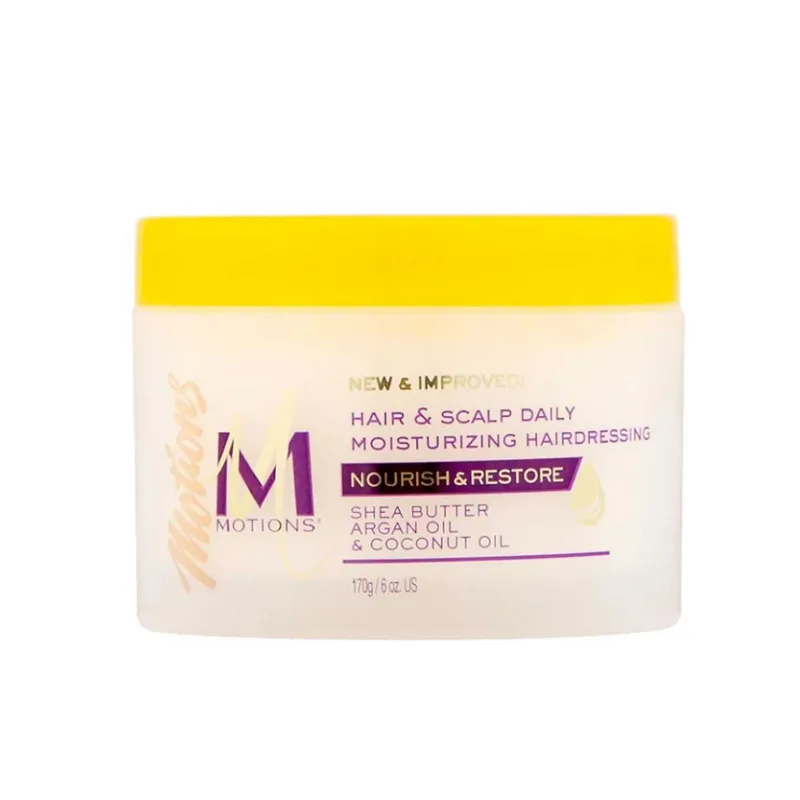 Motions
M
MOTIONS
NEW & IMPROVED!
HAIR & SCALP DAILY
MOISTURIZING HAIRDRESSING
NOURISH & RESTORE
SHEA BUTTER
ARGAN OIL
& COCONUT OIL
170g/6 oz. US